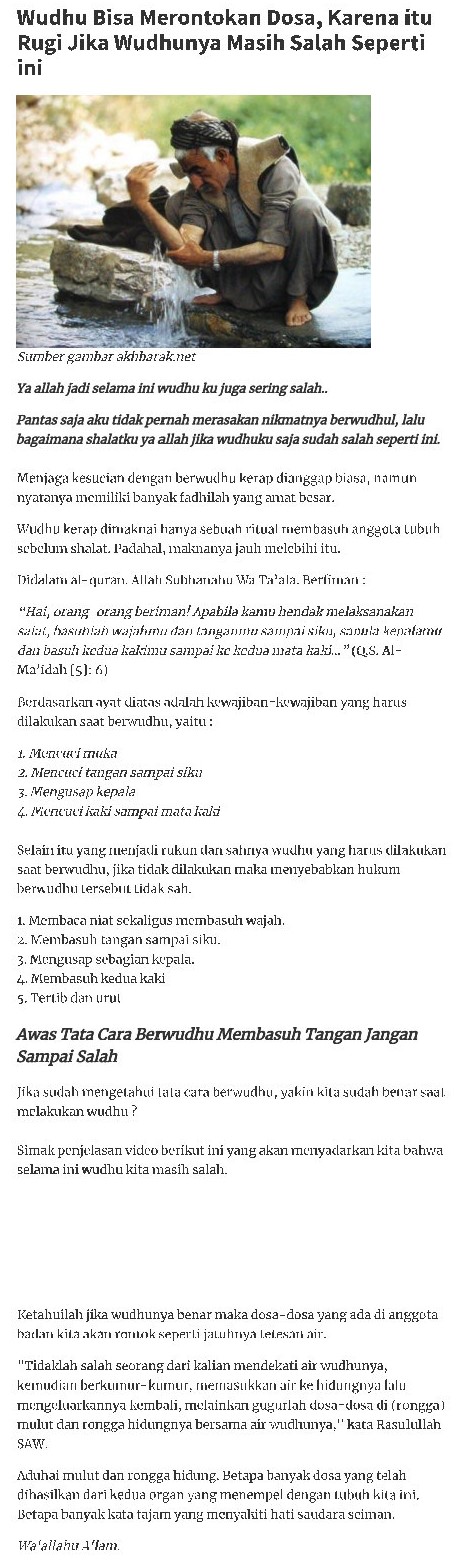 Wudhu Bisa Merontokan Dosa, Karena itu
Rugi Jika Wudhunya Masih Salah Seperti
ini
Sumber gambar akhbarak.net
Ya allah jadi selama ini wudhu ku juga sering salah..
Pantas saja aku tidak pernah merasakan nikmatnya berwudhul, lalu
bagaimana shalatku ya allah jika wudhuku saja sudah salah seperti ini.
Menjaga kesucian dengan berwudhu kerap dianggap biasa, namun
nyatanya memiliki banyak fadhilah yang amat besar.
Wudhu kerap dimaknai hanya sebuah ritual membasuh anggota tubuh
sebelum shalat. Padahal, maknanya jauh melebihi itu.
Didalam al-quran. Allah Subhanahu Wa Ta'ala. Berfiman :
"Hai, orang-orang beriman! Apabila kamu hendak melaksanakan
salat, basuhlah wajahmu dan tanganmu sampai siku, sapula kepalamu
dan basuh kedua kakimu sampai ke kedua mata kaki..." (Q.S. Al-
Ma'idah [5]: 6)
Berdasarkan ayat diatas adalah kewajiban-kewajiban yang harus
dilakukan saat berwudhu, yaitu :
1. Mencuci muka
2. Mencuci tangan sampai siku
3. Mengusap kepala
4. Mencuci kaki sampai mata kaki
Selain itu yang menjadi rukun dan sahnya wudhu yang harus dilakukan
saat berwudhu, jika tidak dilakukan maka menyebabkan hukum
berwudhu tersebut tidak sah.
1. Membaca niat sekaligus membasuh wajah.
2. Membasuh tangan sampai siku.
3. Mengusap sebagian kepala.
4. Membasuh kedua kaki
5. Tertib dan urut
Awas Tata Cara Berwudhu Membasuh Tangan Jangan
Sampai Salah
Jika sudah mengetahui tata cara berwudhu, yakin kita sudah benar saat
melakukan wudhu ?
Simak penjelasan video berikut ini yang akan menyadarkan kita bahwa
selama ini wudhu kita masih salah.
Ketahuilah jika wudhunya benar maka dosa-dosa yang ada di anggota
badan kita akan rontok seperti jatuhnya tetesan air.
"Tidaklah salah seorang dari kalian mendekati air wudhunya,
kemudian berkumur-kumur, memasukkan air ke hidungnya lalu
mengeluarkannya kembali, melainkan gugurlah dosa-dosa di (rongga)
mulut dan rongga hidungnya bersama air wudhunya," kata Rasulullah
SAW.
Aduhai mulut dan rongga hidung. Betapa banyak dosa yang telah
dihasilkan dari kedua organ yang menempel dengan tubuh kita ini.
Betapa banyak kata tajam yang menyakiti hati saudara seiman.
Wa'allahu A'lam.